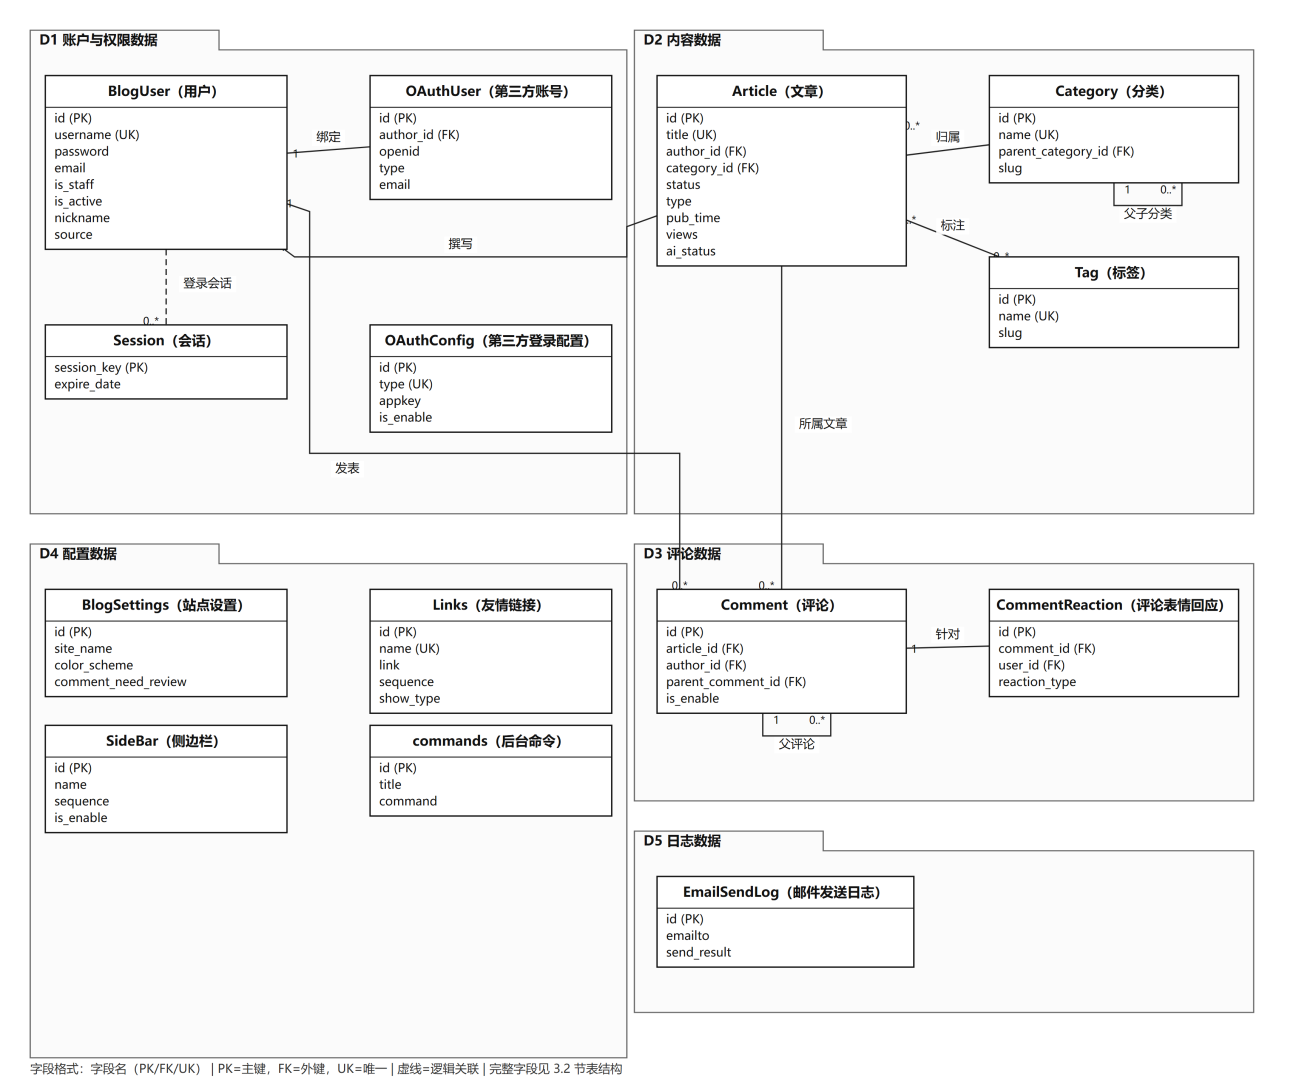 D1 账户与权限数据
BlogUser（用户）
id (PK)
username (UK)
password
email
is_staff
is_active
nickname
source
绑定
1
1
OAuthUser（第三方账号）
id (PK)
author_id (FK)
openid
type
email
撰写
登录会话
0..*
Session（会话）
session_key (PK)
expire_date
OAuthConfig（第三方登录配置）
id (PK)
type (UK)
appkey
is_enable
发表
D2 内容数据
Article（文章）
id (PK)
title (UK)
author_id (FK)
category_id (FK)
status
type
pub_time
views
ai_status
0..*
归属
Category（分类）
id (PK)
name (UK)
parent_category_id (FK)
slug
1
0..*
父子分类
标注
0..*
Tag（标签）
id (PK)
name (UK)
slug
所属文章
D4 配置数据
BlogSettings（站点设置）
id (PK)
site_name
color_scheme
comment_need_review
Links（友情链接）
id (PK)
name (UK)
link
sequence
show_type
SideBar（侧边栏）
id (PK)
name
sequence
is_enable
commands（后台命令）
id (PK)
title
command
D3 评论数据
0..*
0..*
Comment（评论）
id (PK)
article_id (FK)
author_id (FK)
parent_comment_id (FK)
is_enable
1
针对
CommentReaction（评论表情回应）
id (PK)
comment_id (FK)
user_id (FK)
reaction_type
1
0..*
父评论
D5 日志数据
EmailSendLog（邮件发送日志）
id (PK)
emailto
send_result
字段格式：字段名（PK/FK/UK） | PK=主键，FK=外键，UK=唯一 | 虚线=逻辑关联 | 完整字段见 3.2 节表结构